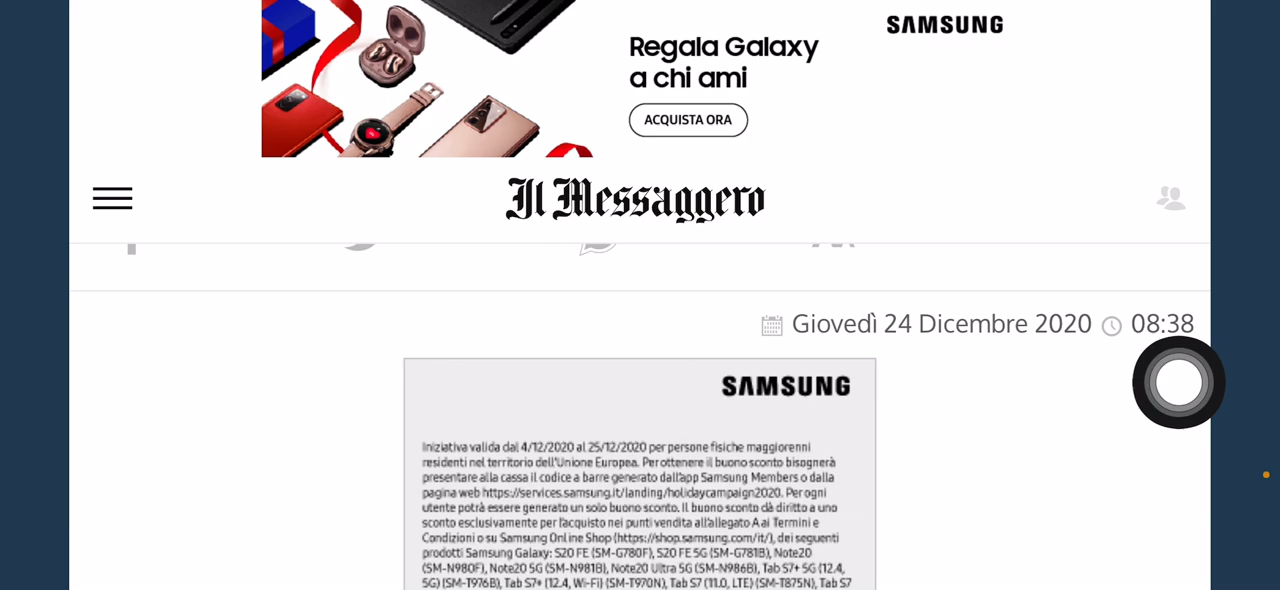 Regala Galaxy
a chi ami
ACQUISTA ORA
SAMSUNG
Il Messaggero
Giovedì 24 Dicembre 2020 08:38
SAMSUNG
Iniziativa valida dal 4/12/2020 al 25/12/2020 per persone fisiche maggiorenni
residenti nel territorio dell'Unione Europea. Per ottenere il buono sconto bisognerà
presentare alla cassa il codice a barre generato dall'app Samsung Members o dalla
pagina web https://services.samsung.it/landing/holidaycampaign2020. Per ogni
utente potrà essere generato un solo buono sconto. Il buono sconto dà diritto a uno
sconto esclusivamente per l'acquisto nei punti vendita all'allegato A ai Termini e
Condizioni o su Samsung Onl ine Shop (https://shop.samsung.com/it/), dei seguenti
prodotti Samsung Galaxy: S20 FE (SM-G780F), S20 FE 5G (SM-G781B), Note20
(SM-N980F), Note20 5G (SM-N981B), Note20 Ultra 5G (SM-N986B), Tab S7+ 5G (12.4,
5G) (SM-T976B), Tab S7+ (12.4, Wi-Fi) (SM-T970N), Tab S7 (11.0, LTE) (SM-T875N), Tab S7